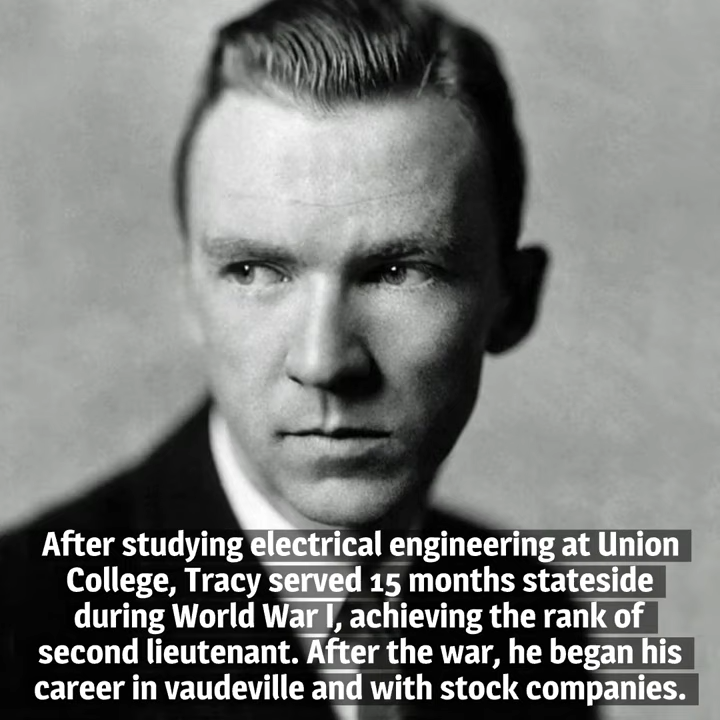 After studying electrical engineering at Union
College, Tracy served 15 months stateside
during World War I, achieving the rank of
second lieutenant. After the war, he began his
career in vaudeville and with stock companies.